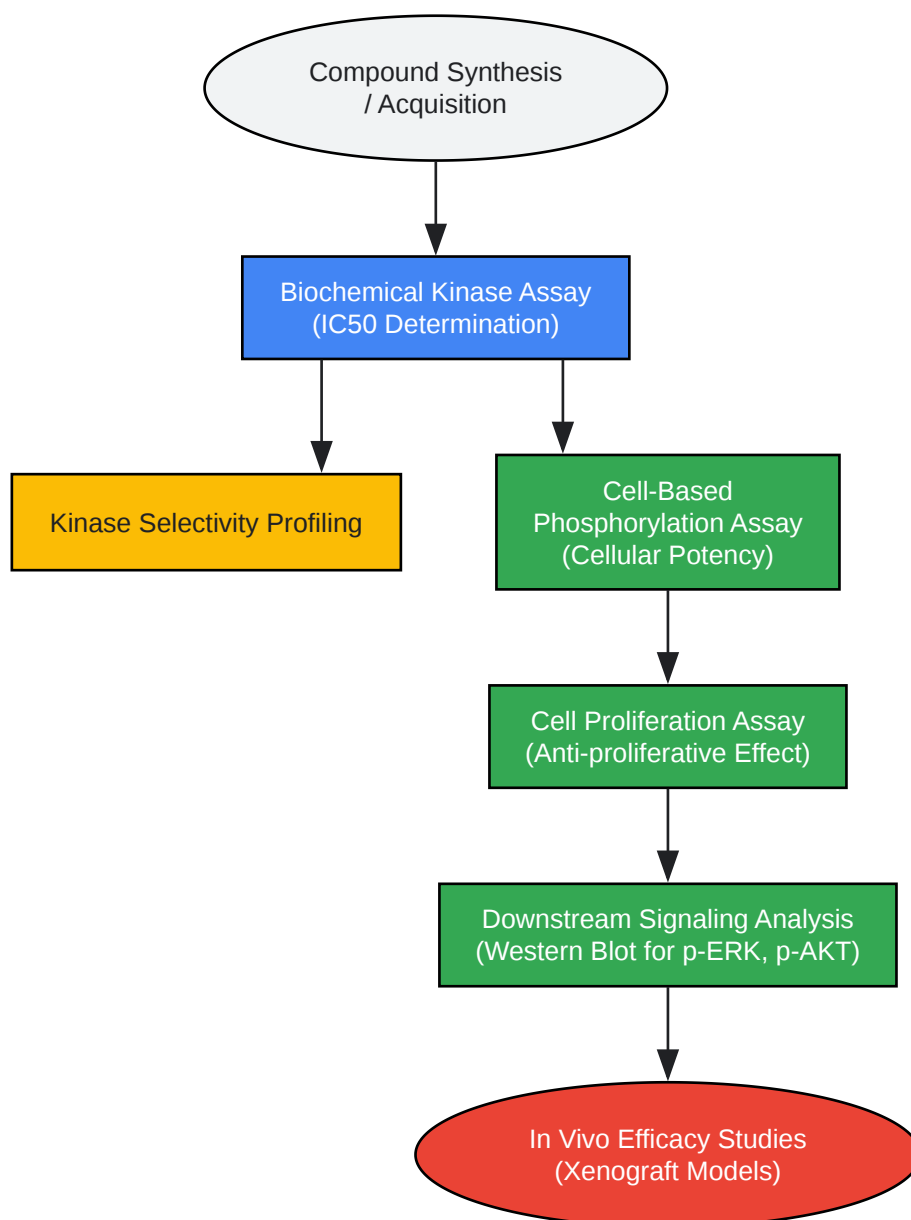 Compound Synthesis
/ Acquisition
Biochemical Kinase Assay
(IC50 Determination)
Kinase Selectivity Profiling
Cell-Based
Phosphorylation Assay
(Cellular Potency)
Cell Proliferation Assay
(Anti-proliferative Effect)
Downstream Signaling Analysis
(Western Blot for p-ERK, p-AKT)
In Vivo Efficacy Studies
(Xenograft Models)